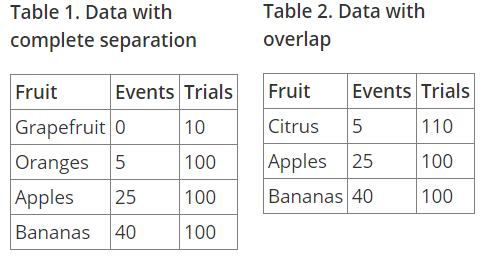 Table 1. Data with
complete separation
Fruit Events Trials
Grapefruit 0 10
Oranges 5 100
Apples 25 100
Bananas 40 100
Table 2. Data with
overlap
Fruit Events Trials
Citrus 5 110
Apples 25 100
Bananas 40 100